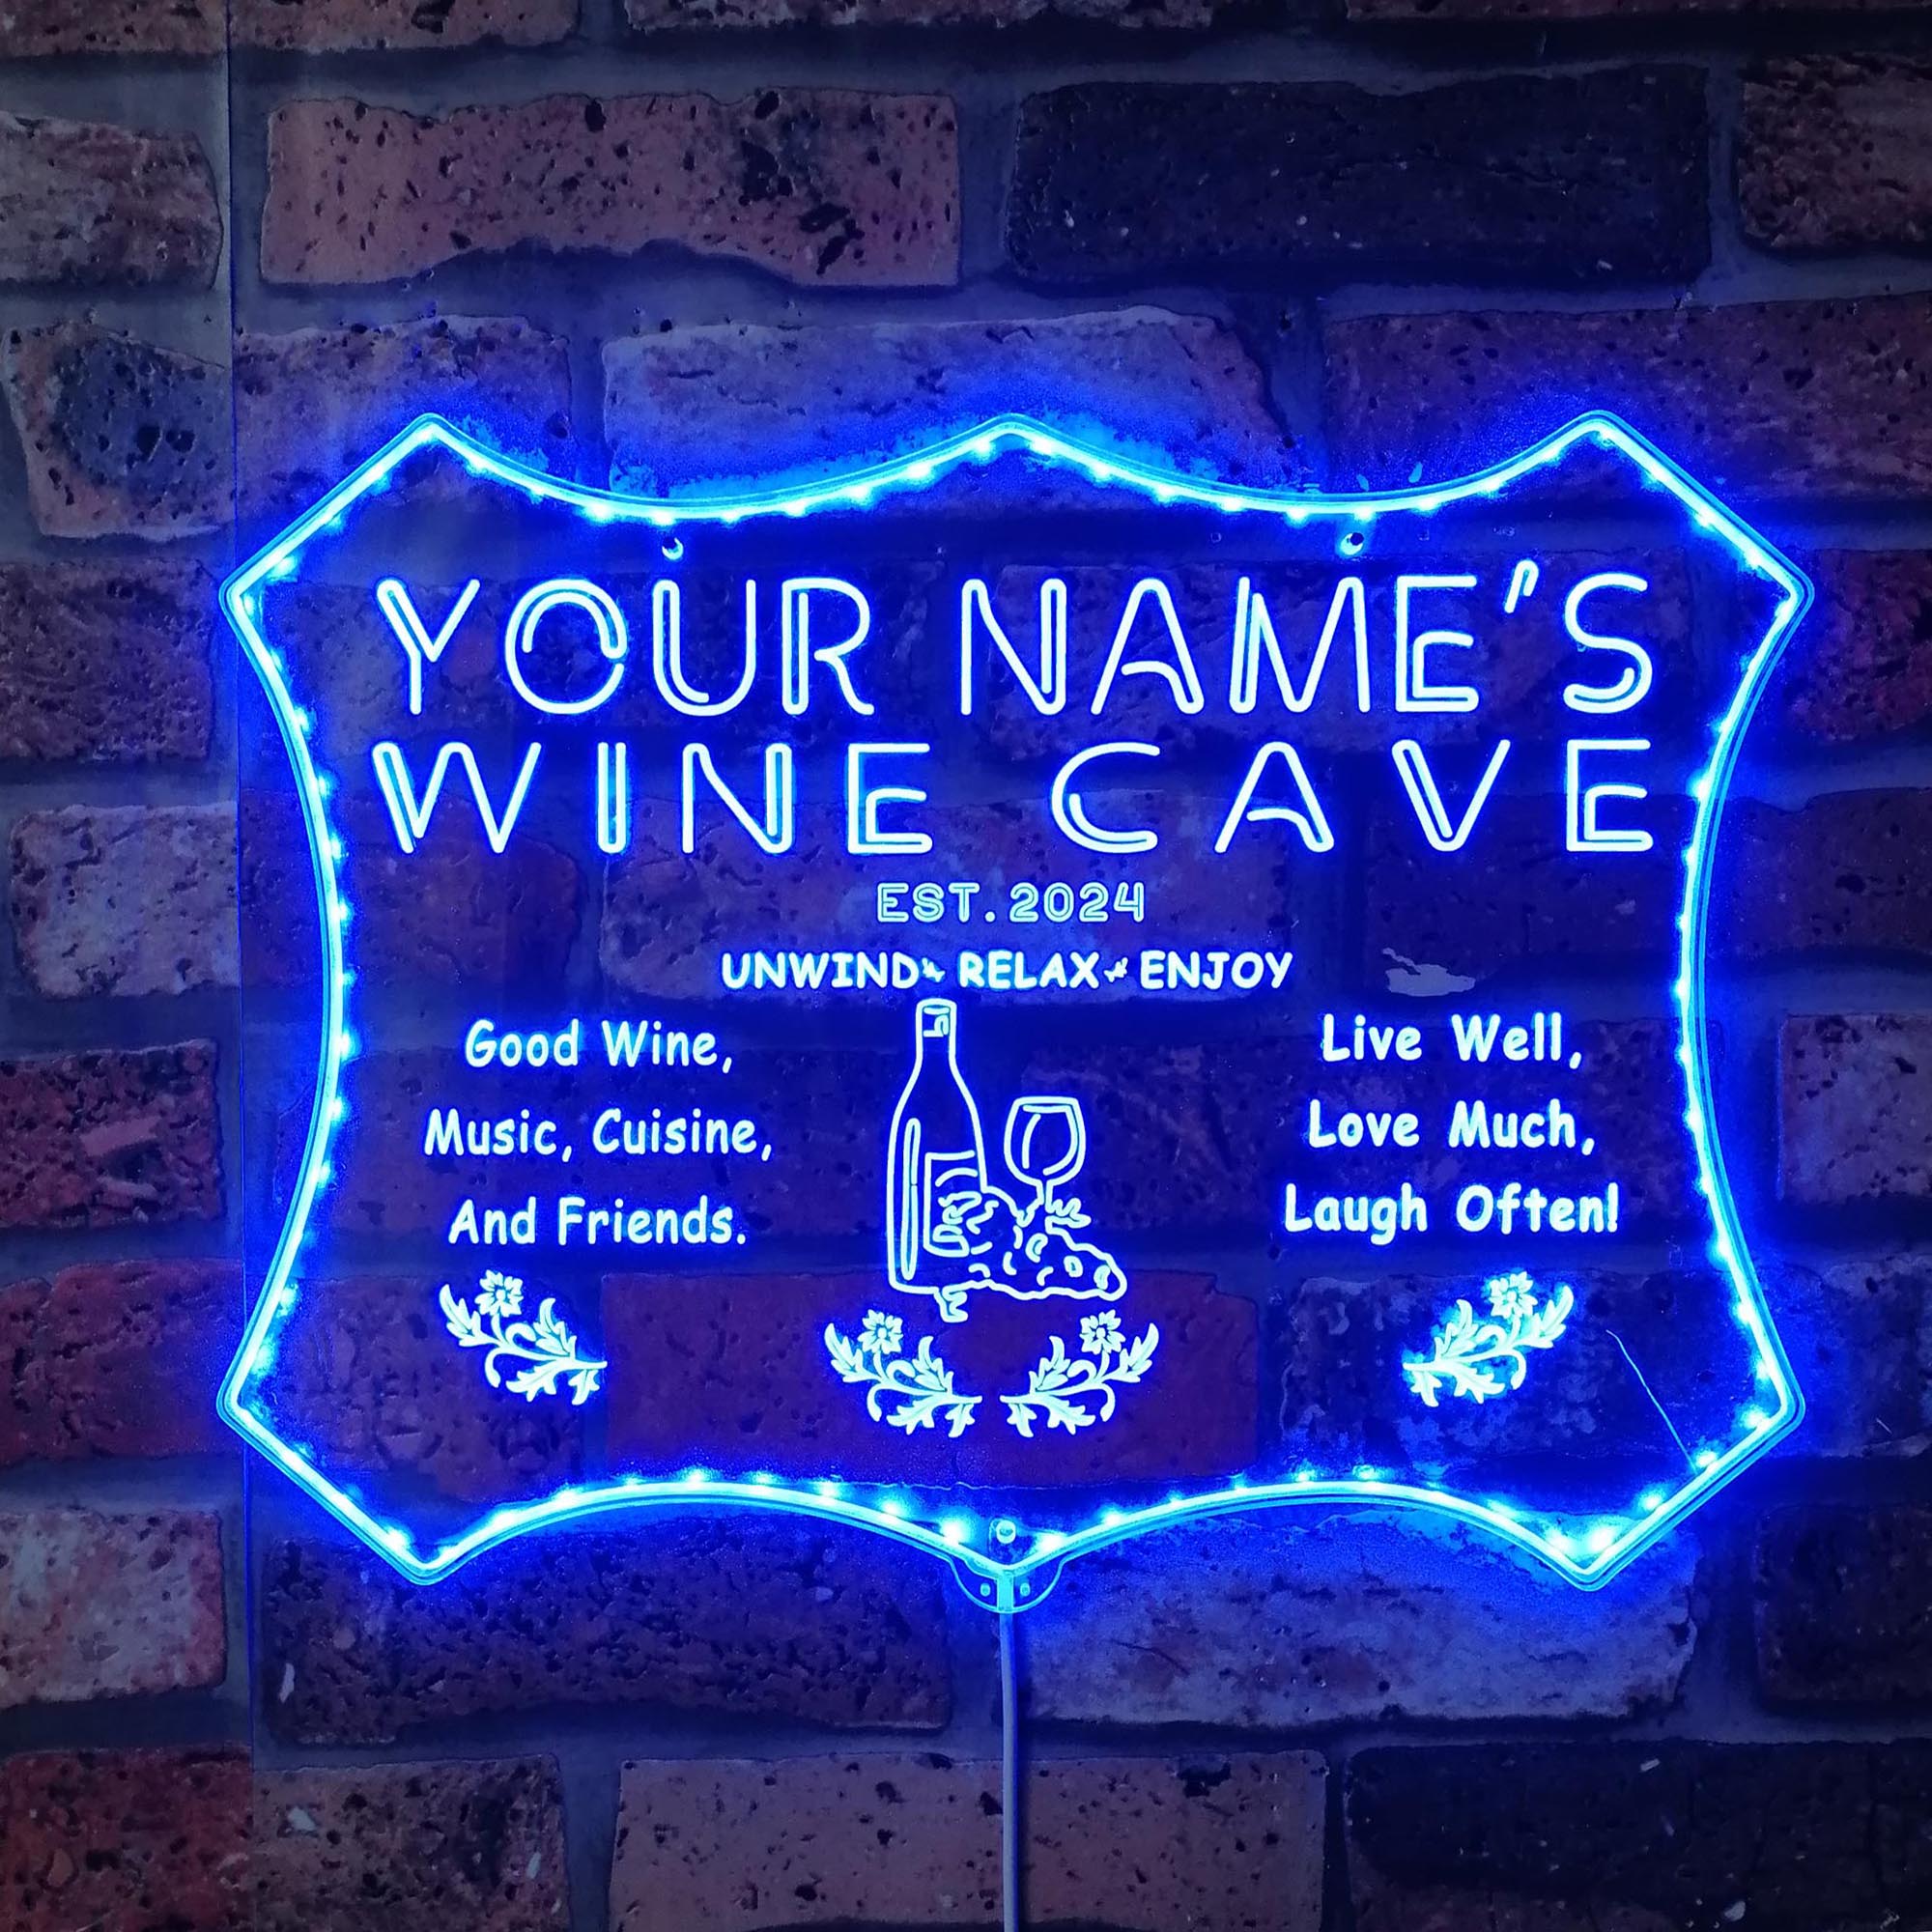 YOUR NAME'S
WINE CAVE
EST. 2024
UNWIND RELAX ENJOY
Good Wine,
Music, Cuisine,
And Friends.
Live Well,
Love Much,
Laugh Often!